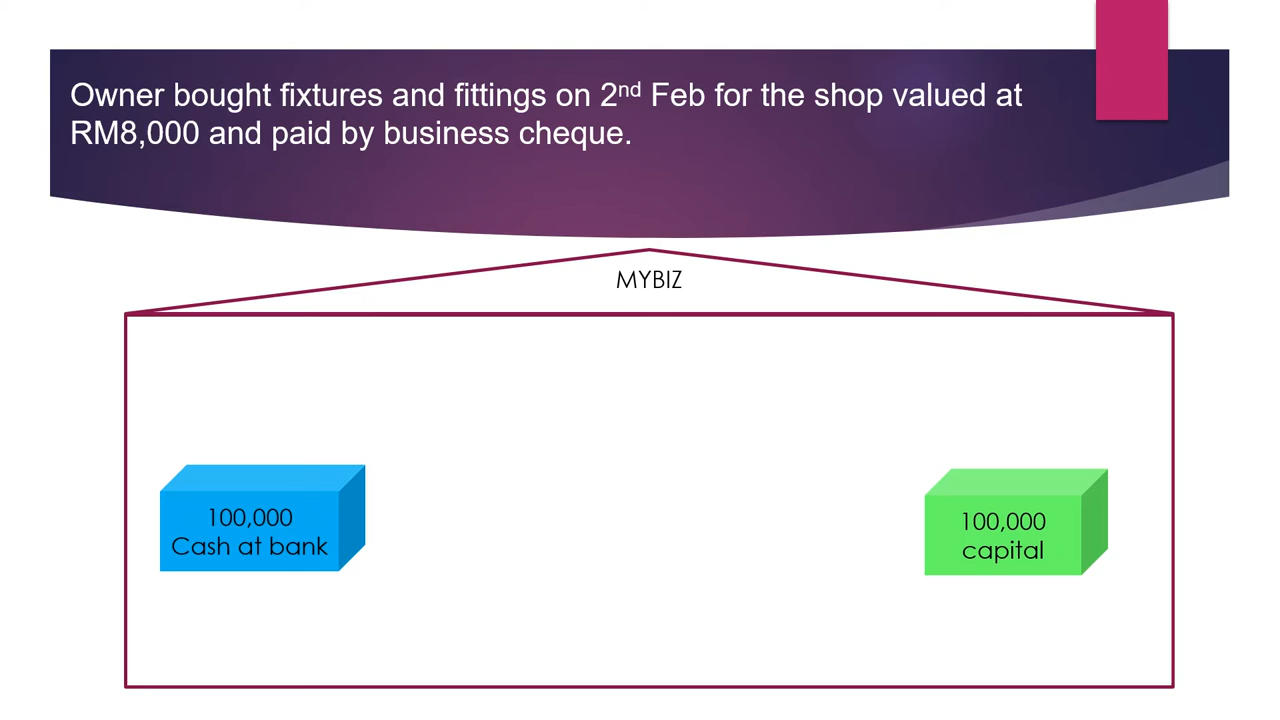 Owner bought fixtures and fittings on 2nd Feb for the shop valued at
RM8,000 and paid by business cheque.
MYBIZ
100,000
Cash at bank
100,000
capital